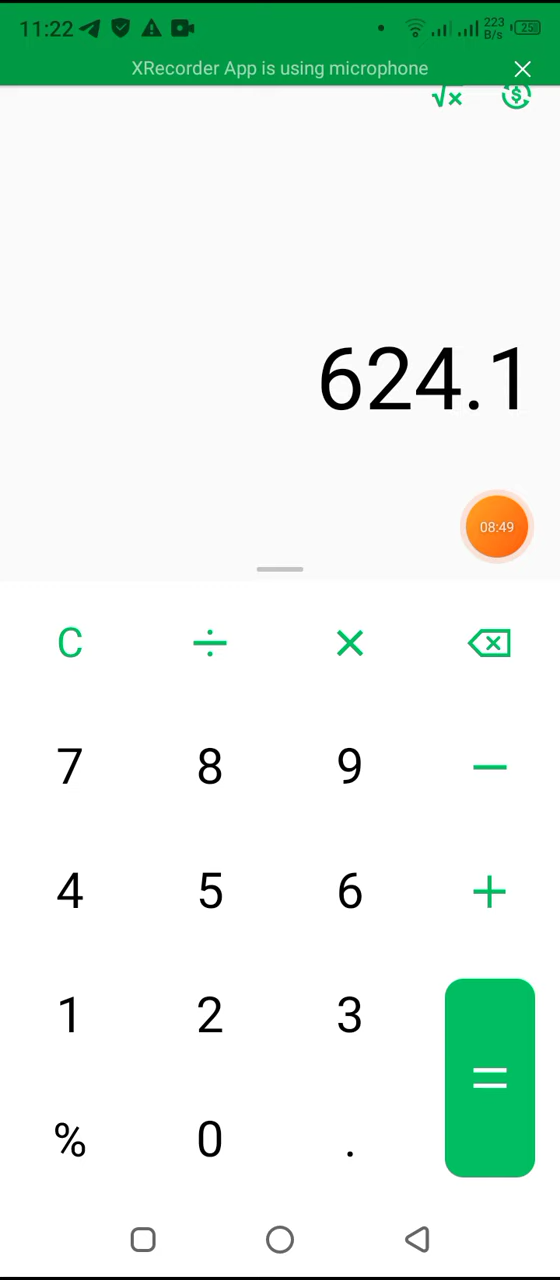 11:22 223 B/s 25
XRecorder App is using microphone
√x $
624.1
08:49
C ÷ ×
7 8 9 −
4 5 6 +
1 2 3
% 0 . =